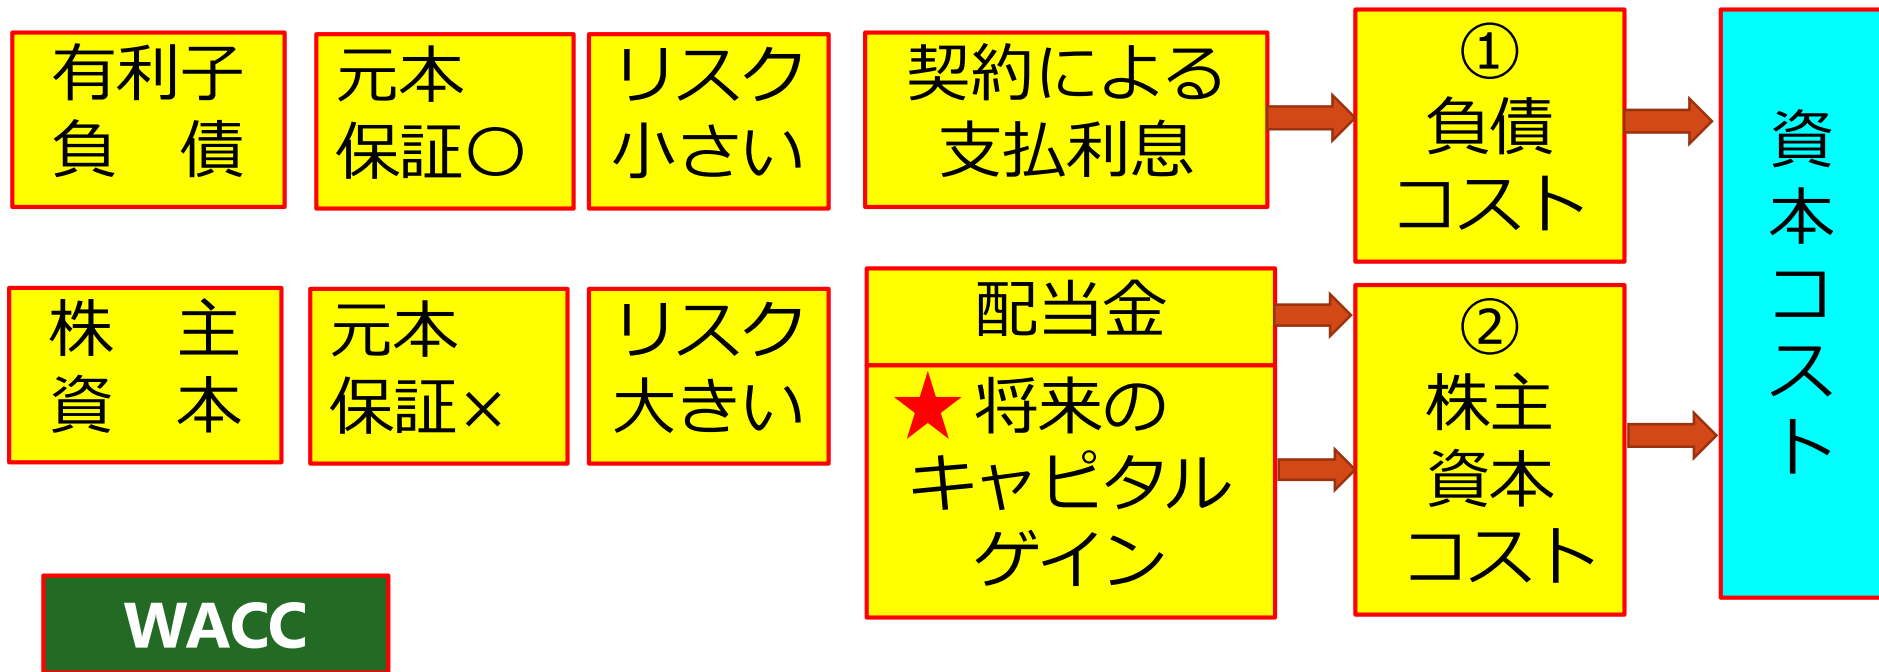 有利子
負　債
元本
保証〇
リスク
小さい
契約による
支払利息
①
負債
コスト
資本コスト
株　主
資　本
元本
保証×
リスク
大きい
配当金
★将来の
キャピタル
ゲイン
②
株主
資本
コスト
WACC